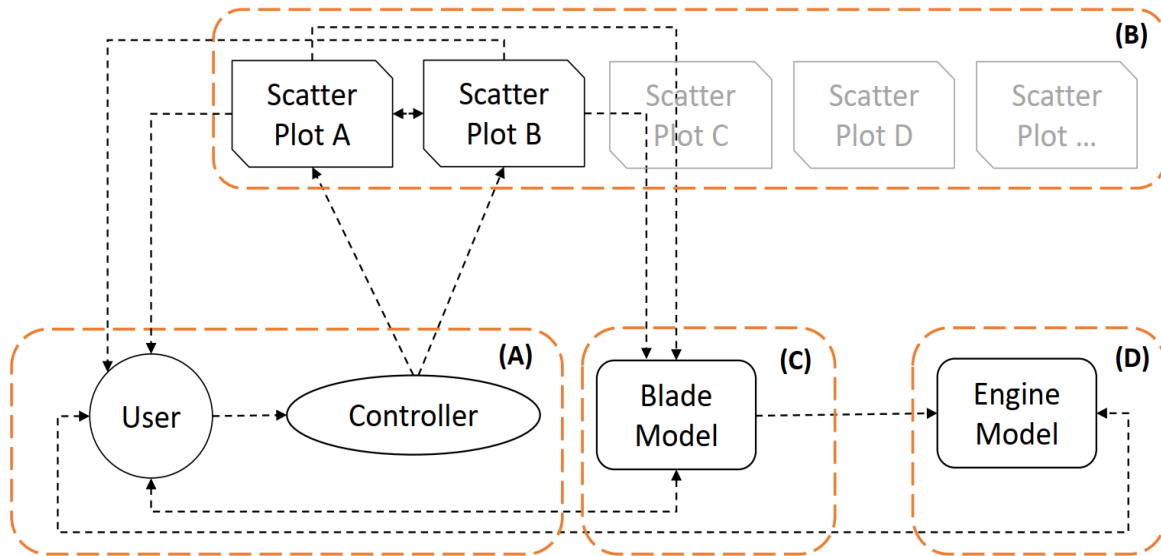 (B)
Scatter
Plot A
Scatter
Plot B
Scatter
Plot C
Scatter
Plot D
Scatter
Plot ...
(A)
User
Controller
(C)
Blade
Model
(D)
Engine
Model